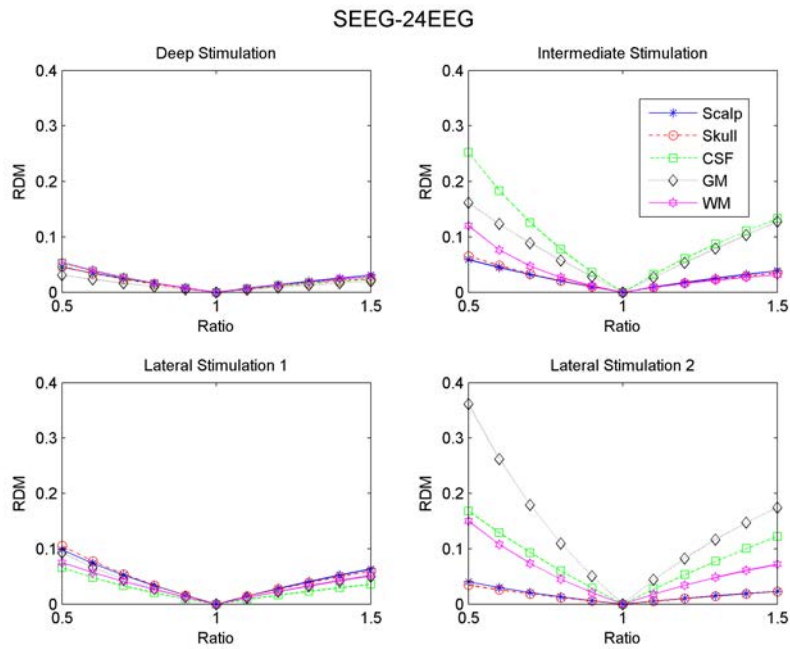 SEEG-24EEG
Deep Stimulation
0.4
0.3
0.2
0.1
0
RDM
0.5
1
1.5
Ratio
Intermediate Stimulation
0.4
0.3
0.2
0.1
0
RDM
0.5
1
1.5
Ratio
Scalp
Skull
CSF
GM
WM
Lateral Stimulation 1
0.4
0.3
0.2
0.1
0
RDM
0.5
1
1.5
Ratio
Lateral Stimulation 2
0.4
0.3
0.2
0.1
0
RDM
0.5
1
1.5
Ratio